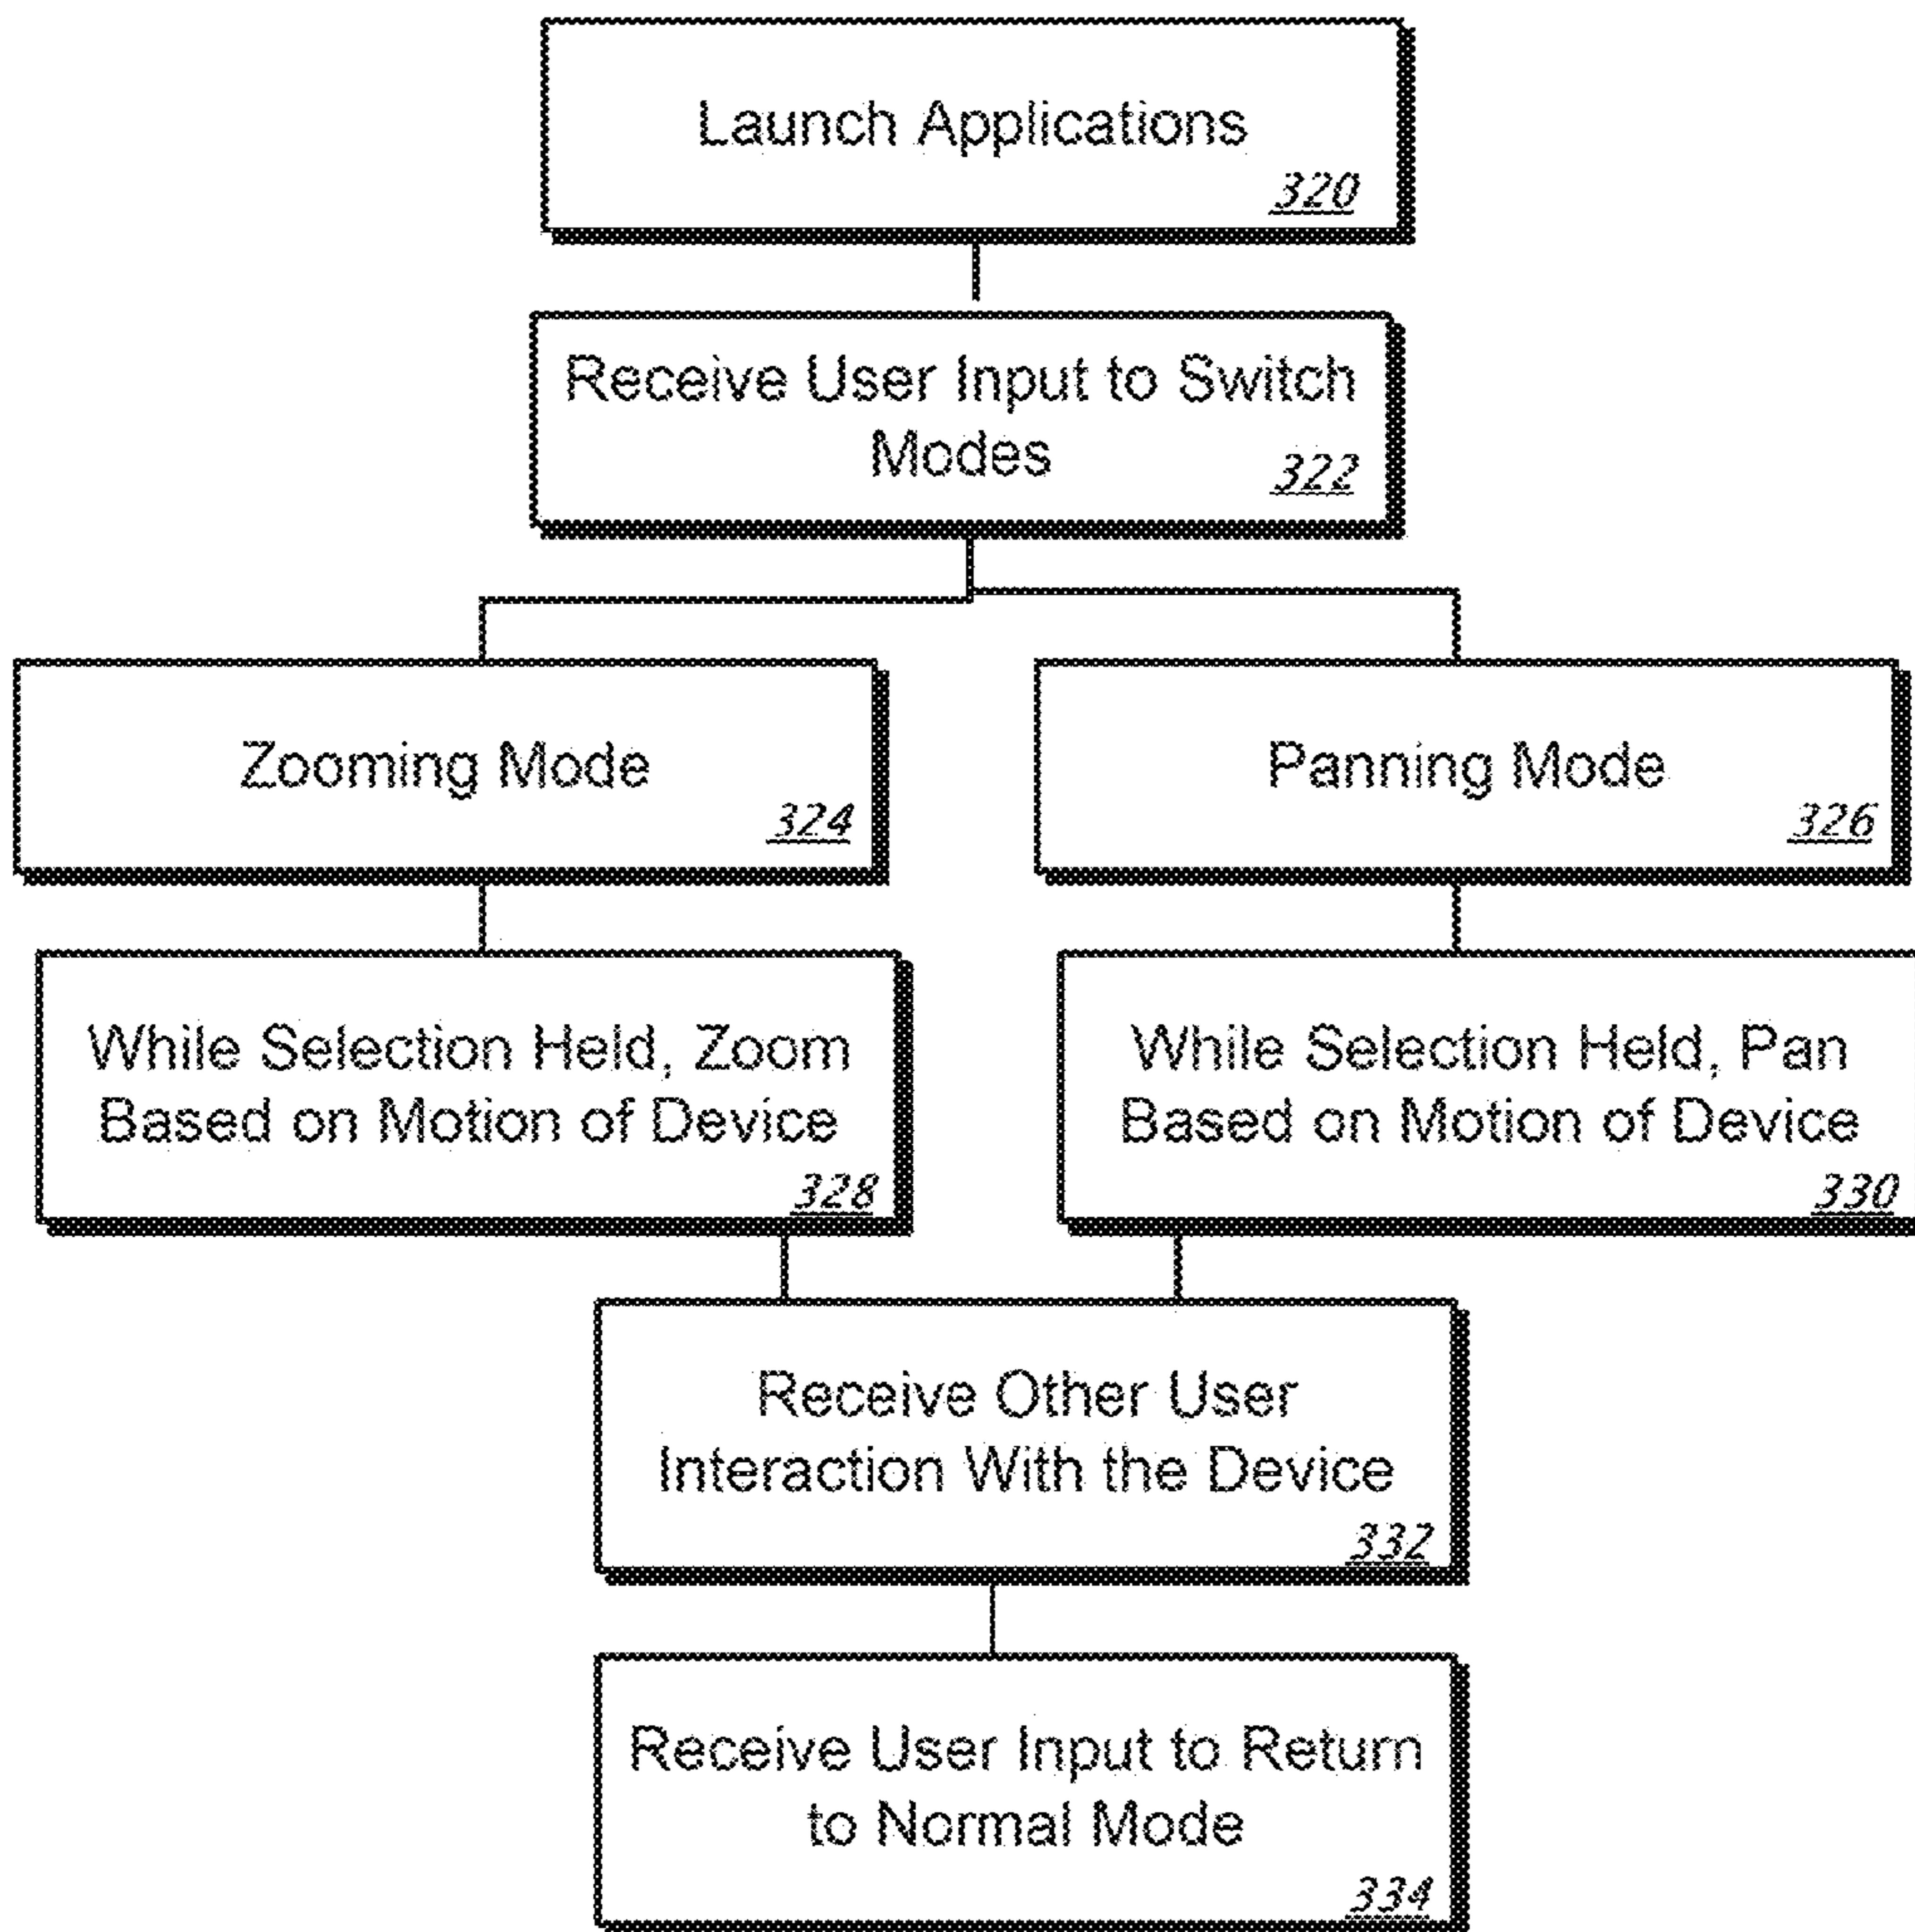 Launch Applications
320
Receive User Input to Switch
Modes
322
Zooming Mode
324
Panning Mode
326
While Selection Held, Zoom
Based on Motion of Device
328
While Selection Held, Pan
Based on Motion of Device
330
Receive Other User
Interaction With the Device
332
Receive User Input to Return
to Normal Mode
334